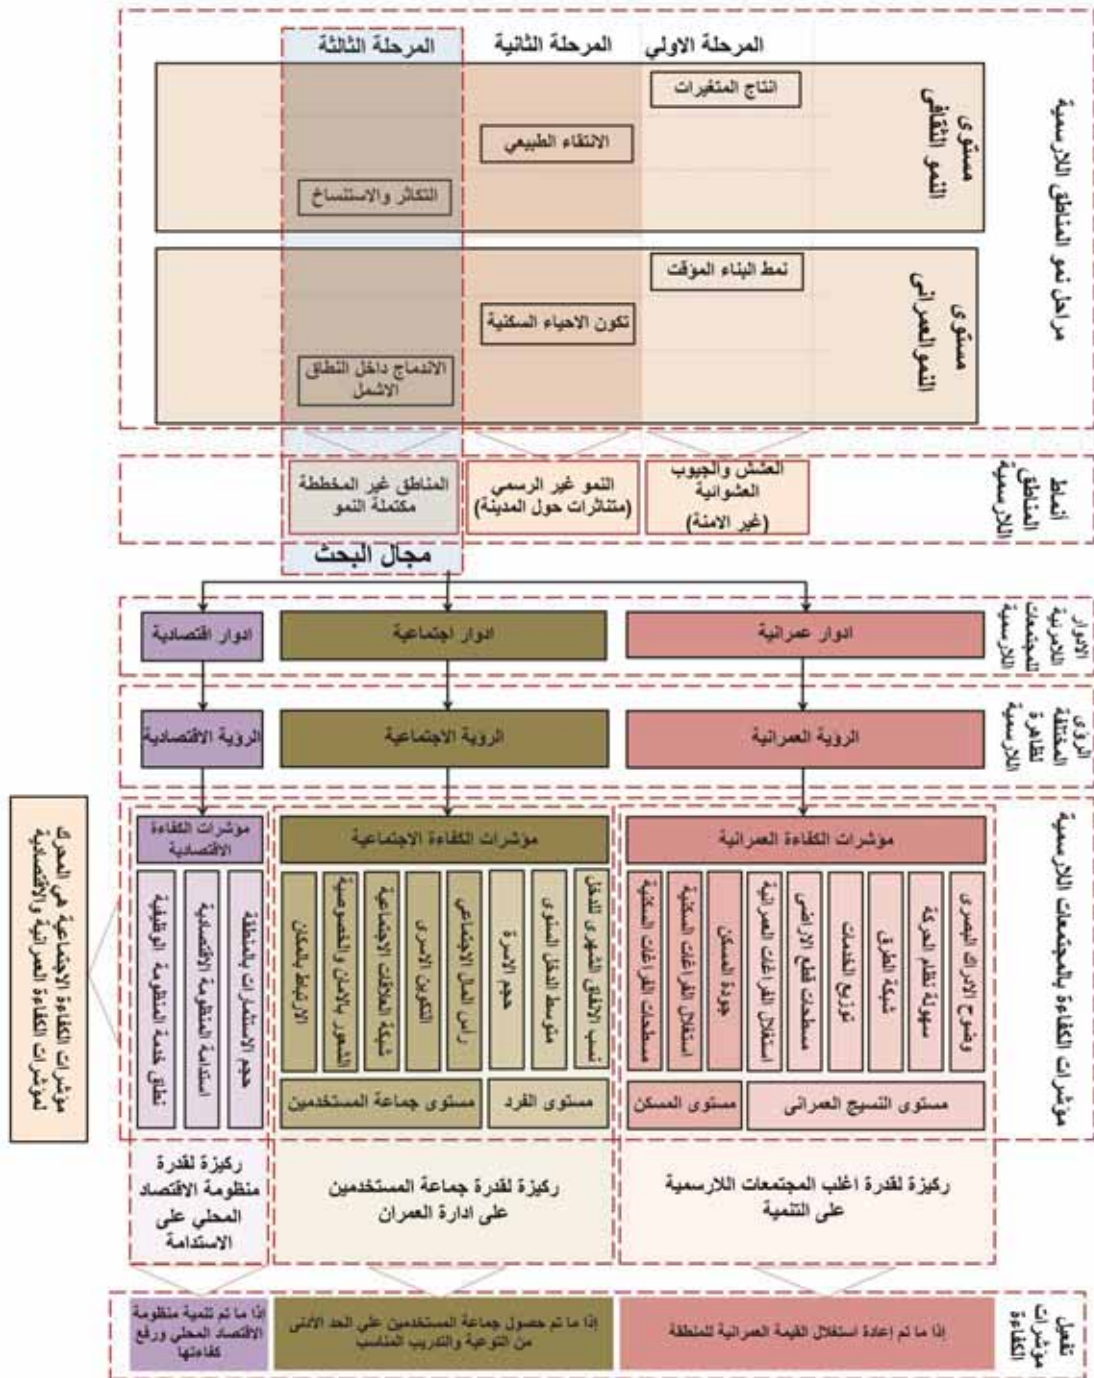 مراحل نمو المناطق اللارسمية
المرحلة الاولي
المرحلة الثانية
المرحلة الثالثة
مستوى
النمو الثقافى
انتاج المتغيرات
الانتقاء الطبيعي
التكاثر والاستنساخ
مستوى
النمو العمرانى
نمط البناء المؤقت
تكون الاحياء السكنية
الاندماج داخل النطاق
الاشمل
أنماط
المناطق
اللارسمية
العشش والجيوب
العشوائية
(غير الامنة)
النمو غير الرسمي
(متناثرات حول المدينة)
المناطق غير المخططة
مكتملة النمو
مجال البحث
الادوار
اللامرئية
للمجتمعات
اللارسمية
ادوار عمرانية
ادوار اجتماعية
ادوار اقتصادية
الرؤى
المختلفة
لظاهرة
اللارسمية
الرؤية العمرانية
الرؤية الاجتماعية
الرؤية الاقتصادية
مؤشرات الكفاءة بالمجتمعات اللارسمية
مؤشرات الكفاءة العمرانية
وضوح الادراك البصرى
سهولة نظام الحركة
شبكة الطرق
توزيع الخدمات
مسطحات قطع الاراضى
استغلال الفراغات العمرانية
جودة المسكن
استغلال الفراغات السكنية
مسطحات الفراغات السكنية
مستوى النسيج العمرانى
مستوى المسكن
مؤشرات الكفاءة الاجتماعية
نسب الانفاق الشهرى للدخل
متوسط الدخل السنوى
حجم الاسرة
راس المال الاجتماعي
التكوين الاسرى
شبكة العلاقات الاجتماعية
الشعور بالامان والخصوصية
الارتباط بالمكان
مستوى الفرد
مستوى جماعة المستخدمين
مؤشرات الكفاءة
الاقتصادية
حجم الاستثمارات بالمنطقة
استدامة المنظومة الاقتصادية
نطاق خدمة المنظومة الوظيفية
مؤشرات الكفاءة الاجتماعية هي المحرك
لمؤشرات الكفاءة العمرانية والاقتصادية
ركيزة لقدرة اغلب المجتمعات اللارسمية
على التنمية
ركيزة لقدرة جماعة المستخدمين
على ادارة العمران
ركيزة لقدرة
منظومة الاقتصاد
المحلي على
الاستدامة
تفعيل
مؤشرات
الكفاءة
إذا ما تم إعادة استغلال القيمة العمرانية للمنطقة
إذا ما تم حصول جماعة المستخدمين على الحد الأدنى
من التوعية والتدريب المناسب
إذا ما تم تنمية منظومة
الاقتصاد المحلي ورفع
كفاءتها